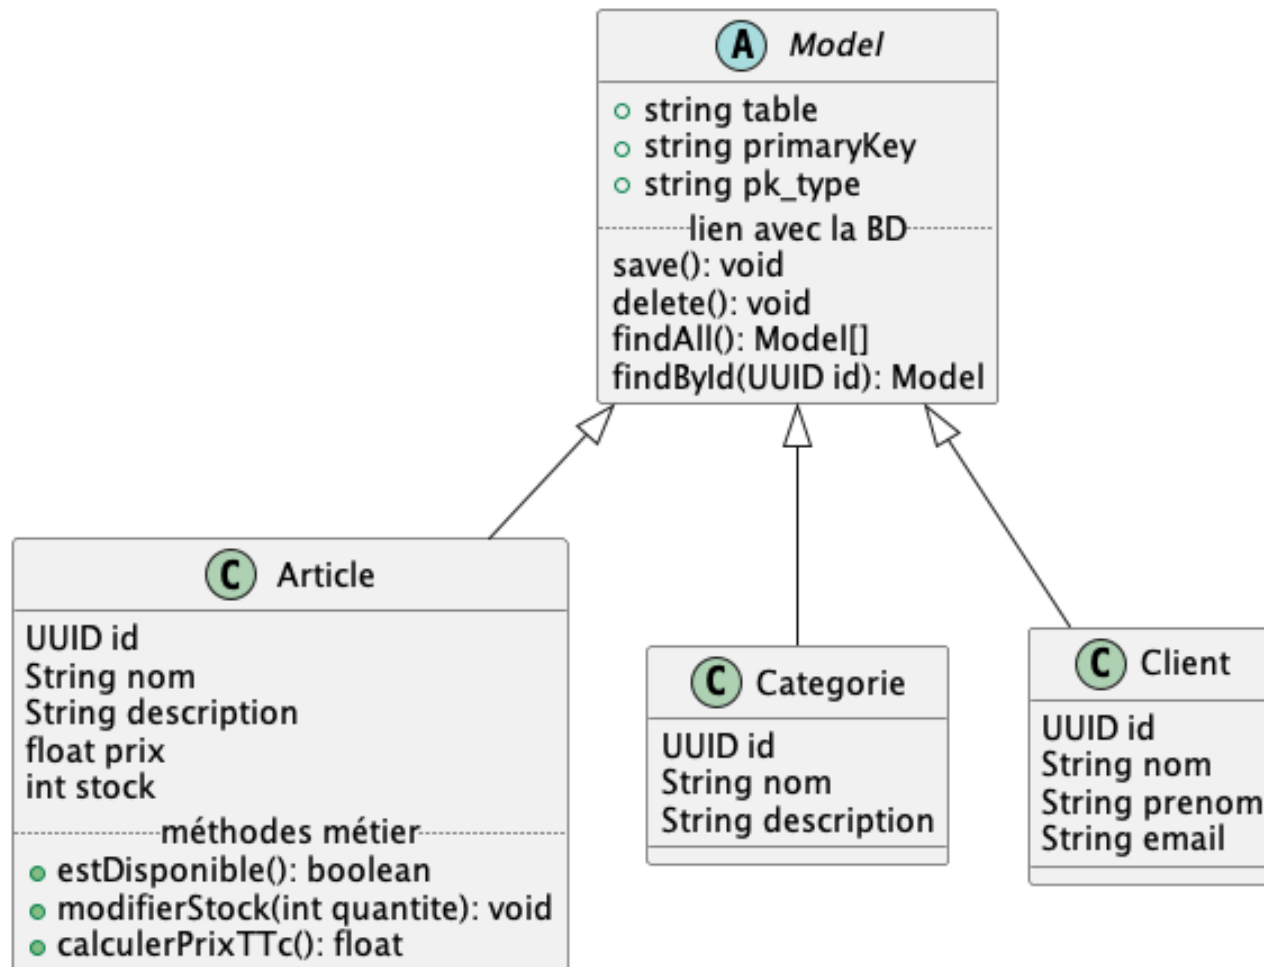 A Model
string table
string primaryKey
string pk_type
lien avec la BD
save(): void
delete(): void
findAll(): Model[]
findById(UUID id): Model
C Article
UUID id
String nom
String description
float prix
int stock
méthodes métier
estDisponible(): boolean
modifierStock(int quantite): void
calculerPrixTTc(): float
C Categorie
UUID id
String nom
String description
C Client
UUID id
String nom
String prenom
String email